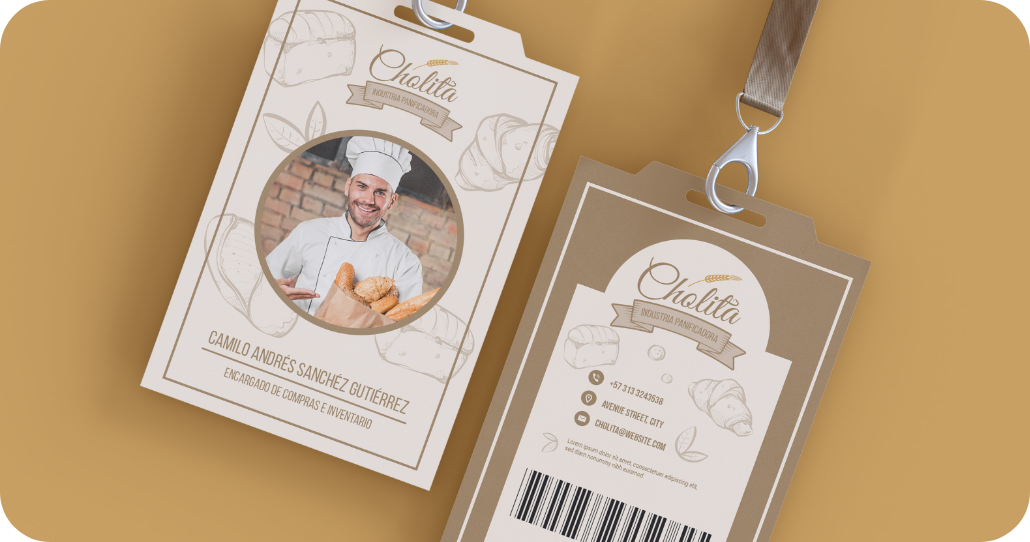 Cholita
INDUSTRIA PANIFICADORA
CAMILO ANDRÉS SANCHÉZ GUTIÉRREZ
ENCARGADO DE COMPRAS E INVENTARIO
Cholita
INDUSTRIA PANIFICADORA
+57 313 3243638
AVENUE STREET, CITY
CHOLITA@WEBSITE.COM
Lorem ipsum dolor sit amet, consectetuer adipiscing elit,
sed diam nonummy nibh euismod